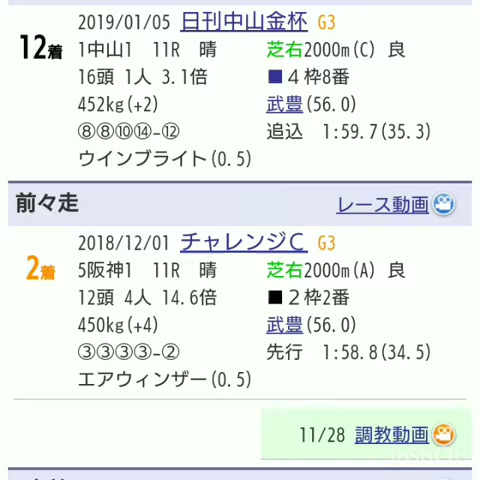 12着
2019/01/05 日刊中山金杯 G3
1中山1 11R 晴 芝右2000m(C) 良
16頭 1人 3.1倍 ■4枠8番
452kg(+2) 武豊(56.0)
⑧⑧⑩⑭-⑫ 追込 1:59.7(35.3)
ウインブライト(0.5)
前々走 レース動画
2着
2018/12/01 チャレンジC G3
5阪神1 11R 晴 芝右2000m(A) 良
12頭 4人 14.6倍 ■2枠2番
450kg(+4) 武豊(56.0)
③③③③-② 先行 1:58.8(34.5)
エアウィンザー(0.5)
11/28 調教動画